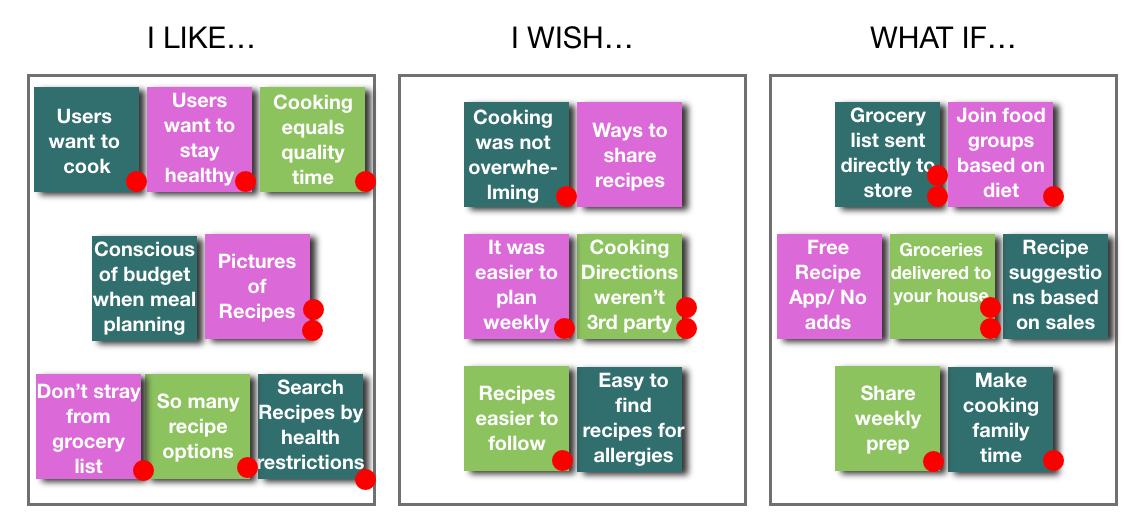 I LIKE…
Users
want to
cook
Users
want to
stay
healthy
Cooking
equals
quality
time
Conscious
of budget
when meal
planning
Pictures
of
Recipes
Don’t stray
from
grocery
list
So many
recipe
options
Search
Recipes by
health
restrictions
I WISH…
Cooking
was not
overwhe-
lming
Ways to
share
recipes
It was
easier to
plan
weekly
Cooking
Directions
weren’t
3rd party
Recipes
easier to
follow
Easy to
find
recipes for
allergies
WHAT IF…
Grocery
list sent
directly to
store
Join food
groups
based on
diet
Free
Recipe
App/ No
adds
Groceries
delivered to
your house
Recipe
suggestio
ns based
on sales
Share
weekly
prep
Make
cooking
family
time